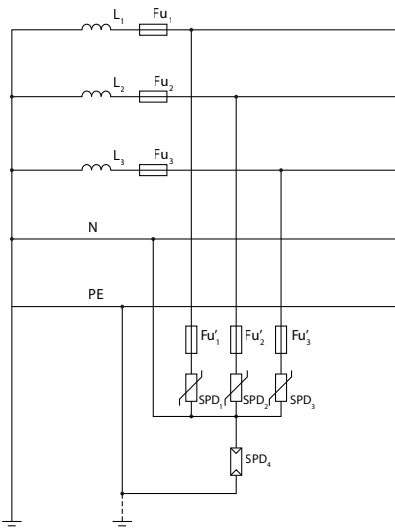 L₁ Fu₁
L₂ Fu₂
L₃ Fu₃
N
PE
Fu'₁ Fu'₂ Fu'₃
SPD₁ SPD₂ SPD₃
SPD₄